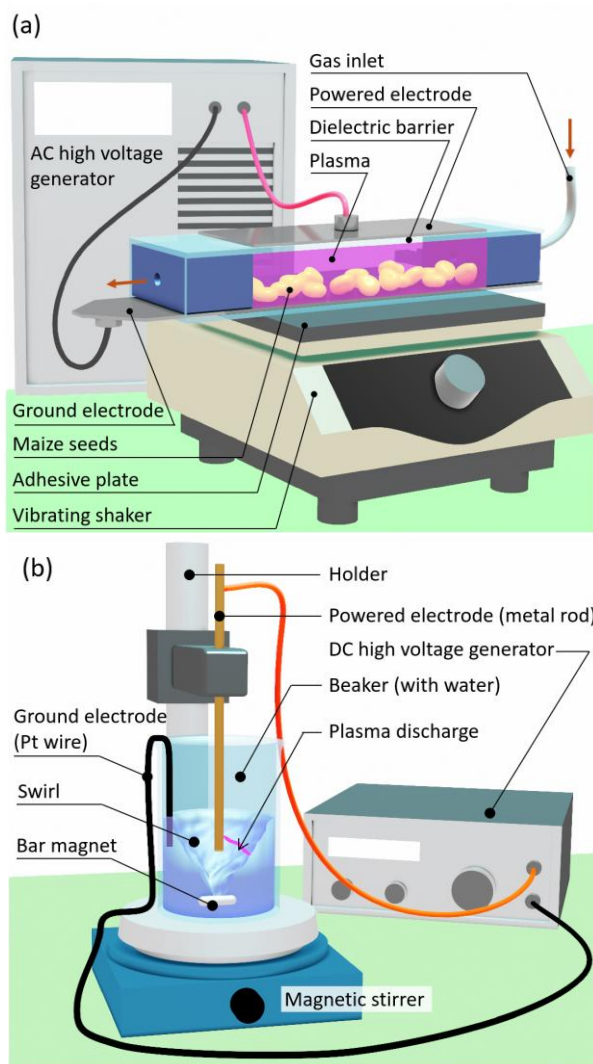 (a)
Gas inlet
Powered electrode
Dielectric barrier
Plasma
AC high voltage
generator
Ground electrode
Maize seeds
Adhesive plate
Vibrating shaker
(b)
Holder
Powered electrode (metal rod)
DC high voltage generator
Beaker (with water)
Ground electrode
(Pt wire)
Plasma discharge
Swirl
Bar magnet
Magnetic stirrer